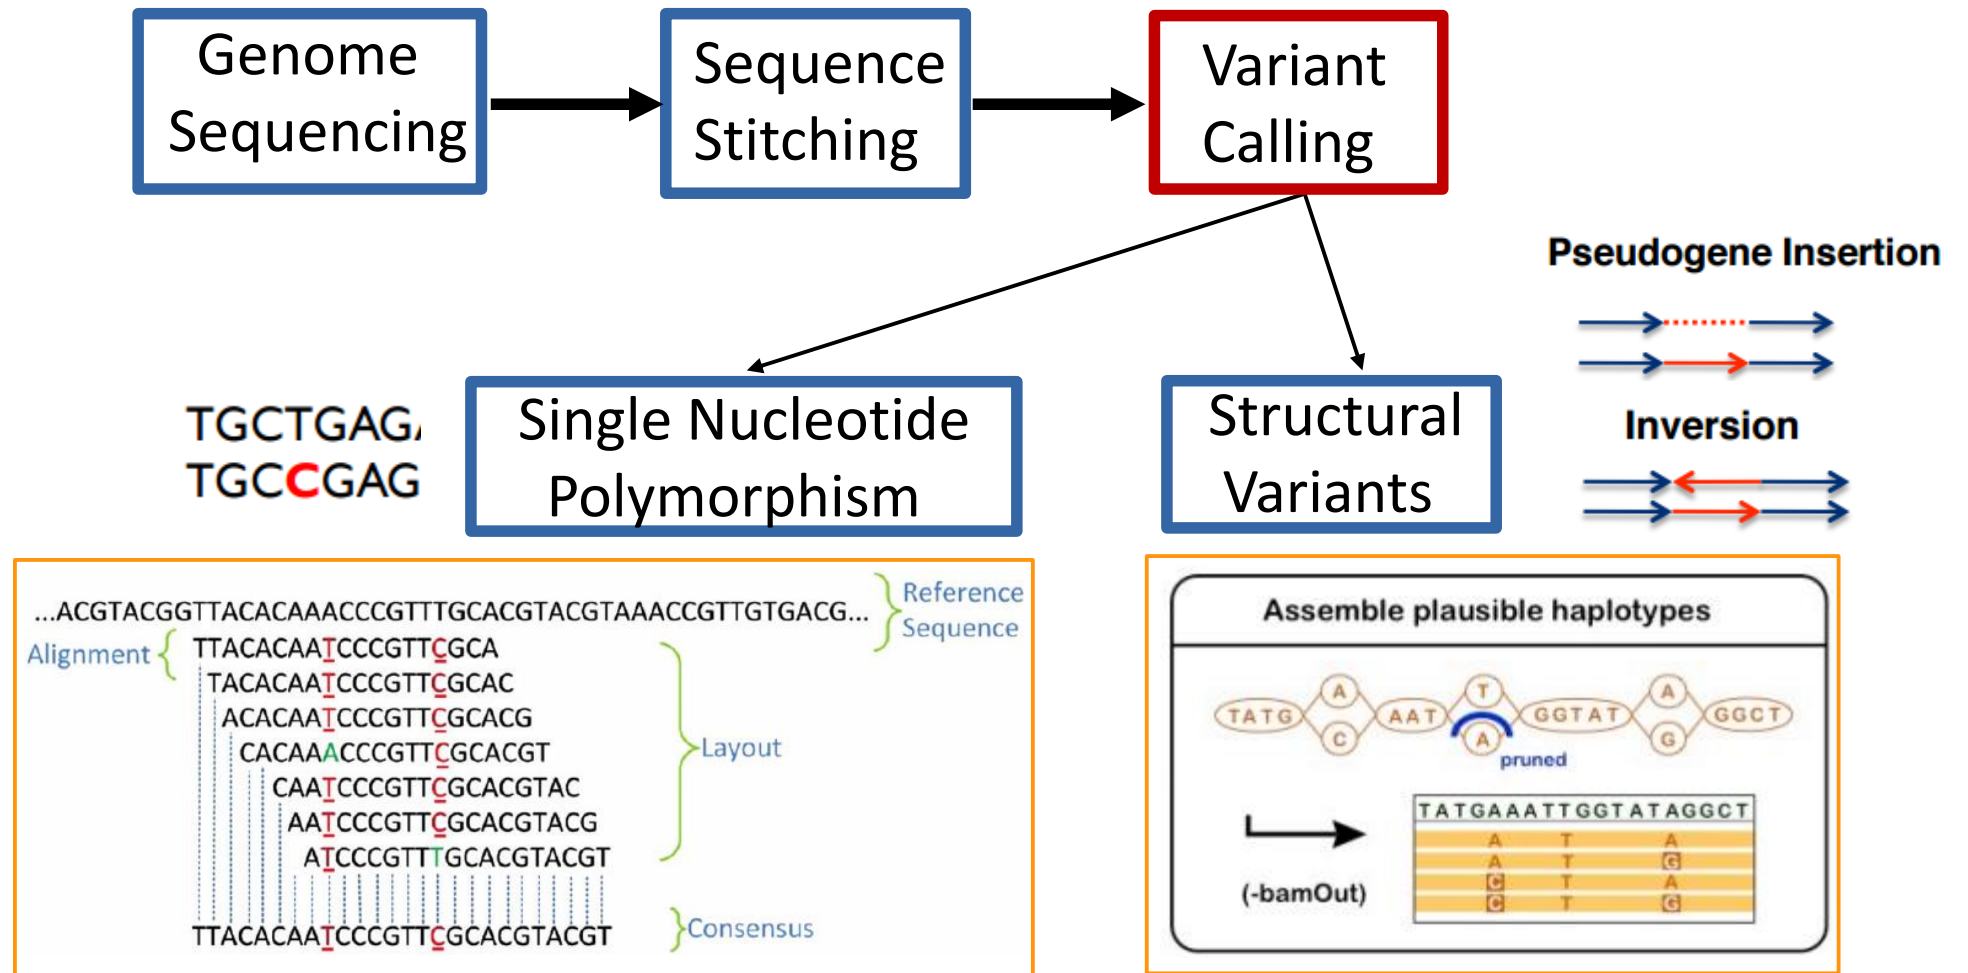 Genome
Sequencing
Sequence
Stitching
Variant
Calling
Pseudogene Insertion
Inversion
TGCTGAG
TGCCGAG
Single Nucleotide
Polymorphism
Structural
Variants
...ACGTACGGTTACACAAACCCGTTTGCACGTACGTAAACCGTTGTGACG...
Reference
Sequence
Alignment
TTACACAATCCCGTTCGCA
TACACAATCCCGTTCGCAC
ACACAATCCCGTTCGCACG
CACAAACCCGTTCGCACGT
CAATCCCGTTCGCACGTAC
AATCCCGTTCGCACGTACG
ATCCCGTTTGCACGTACGT
Layout
TTACACAATCCCGTTCGCACGTACGT
Consensus
Assemble plausible haplotypes
A T A
TATG AAT GGTAT GGCT
C A G
pruned
TATGAAATTGGTATAGGCT
A T A
A T G
C T A
C T G
(-bamOut)